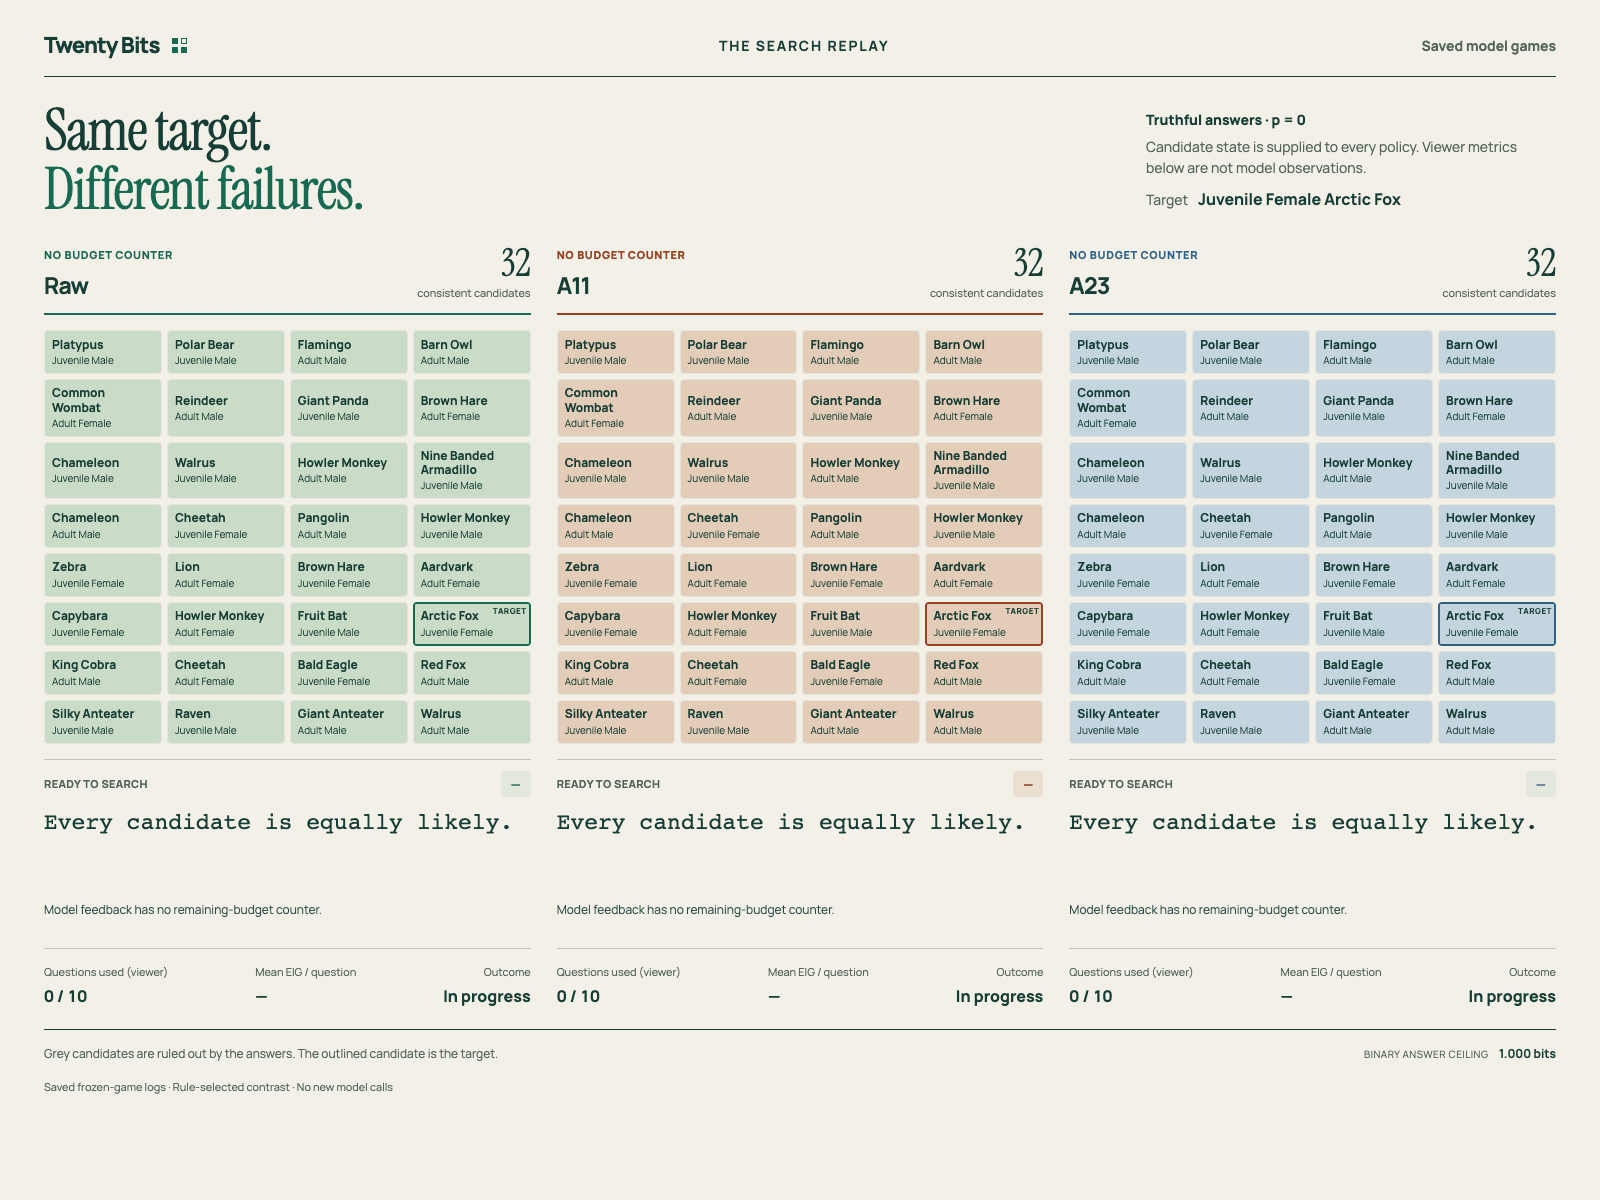 Twenty Bits
THE SEARCH REPLAY
Saved model games
Same target.
Different failures.
Truthful answers · p = 0
Candidate state is supplied to every policy. Viewer metrics
below are not model observations.
Target Juvenile Female Arctic Fox
NO BUDGET COUNTER
Raw
32
consistent candidates
Platypus
Juvenile Male
Polar Bear
Juvenile Male
Flamingo
Adult Male
Barn Owl
Adult Male
Common
Wombat
Adult Female
Reindeer
Adult Male
Giant Panda
Juvenile Male
Brown Hare
Adult Female
Chameleon
Juvenile Male
Walrus
Juvenile Male
Howler Monkey
Adult Male
Nine Banded
Armadillo
Juvenile Male
Chameleon
Adult Male
Cheetah
Juvenile Female
Pangolin
Adult Male
Howler Monkey
Juvenile Male
Zebra
Juvenile Female
Lion
Adult Female
Brown Hare
Juvenile Female
Aardvark
Adult Female
Capybara
Juvenile Female
Howler Monkey
Adult Female
Fruit Bat
Juvenile Male
Arctic Fox
TARGET
Juvenile Female
King Cobra
Adult Male
Cheetah
Adult Female
Bald Eagle
Juvenile Female
Red Fox
Adult Male
Silky Anteater
Juvenile Male
Raven
Juvenile Male
Giant Anteater
Adult Male
Walrus
Adult Male
READY TO SEARCH
–
Every candidate is equally likely.
Model feedback has no remaining-budget counter.
Questions used (viewer)
0 / 10
Mean EIG / question
–
Outcome
In progress
NO BUDGET COUNTER
A11
32
consistent candidates
Platypus
Juvenile Male
Polar Bear
Juvenile Male
Flamingo
Adult Male
Barn Owl
Adult Male
Common
Wombat
Adult Female
Reindeer
Adult Male
Giant Panda
Juvenile Male
Brown Hare
Adult Female
Chameleon
Juvenile Male
Walrus
Juvenile Male
Howler Monkey
Adult Male
Nine Banded
Armadillo
Juvenile Male
Chameleon
Adult Male
Cheetah
Juvenile Female
Pangolin
Adult Male
Howler Monkey
Juvenile Male
Zebra
Juvenile Female
Lion
Adult Female
Brown Hare
Juvenile Female
Aardvark
Adult Female
Capybara
Juvenile Female
Howler Monkey
Adult Female
Fruit Bat
Juvenile Male
Arctic Fox
TARGET
Juvenile Female
King Cobra
Adult Male
Cheetah
Adult Female
Bald Eagle
Juvenile Female
Red Fox
Adult Male
Silky Anteater
Juvenile Male
Raven
Juvenile Male
Giant Anteater
Adult Male
Walrus
Adult Male
READY TO SEARCH
–
Every candidate is equally likely.
Model feedback has no remaining-budget counter.
Questions used (viewer)
0 / 10
Mean EIG / question
–
Outcome
In progress
NO BUDGET COUNTER
A23
32
consistent candidates
Platypus
Juvenile Male
Polar Bear
Juvenile Male
Flamingo
Adult Male
Barn Owl
Adult Male
Common
Wombat
Adult Female
Reindeer
Adult Male
Giant Panda
Juvenile Male
Brown Hare
Adult Female
Chameleon
Juvenile Male
Walrus
Juvenile Male
Howler Monkey
Adult Male
Nine Banded
Armadillo
Juvenile Male
Chameleon
Adult Male
Cheetah
Juvenile Female
Pangolin
Adult Male
Howler Monkey
Juvenile Male
Zebra
Juvenile Female
Lion
Adult Female
Brown Hare
Juvenile Female
Aardvark
Adult Female
Capybara
Juvenile Female
Howler Monkey
Adult Female
Fruit Bat
Juvenile Male
Arctic Fox
TARGET
Juvenile Female
King Cobra
Adult Male
Cheetah
Adult Female
Bald Eagle
Juvenile Female
Red Fox
Adult Male
Silky Anteater
Juvenile Male
Raven
Juvenile Male
Giant Anteater
Adult Male
Walrus
Adult Male
READY TO SEARCH
–
Every candidate is equally likely.
Model feedback has no remaining-budget counter.
Questions used (viewer)
0 / 10
Mean EIG / question
–
Outcome
In progress
Grey candidates are ruled out by the answers. The outlined candidate is the target.
BINARY ANSWER CEILING 1.000 bits
Saved frozen-game logs · Rule-selected contrast · No new model calls